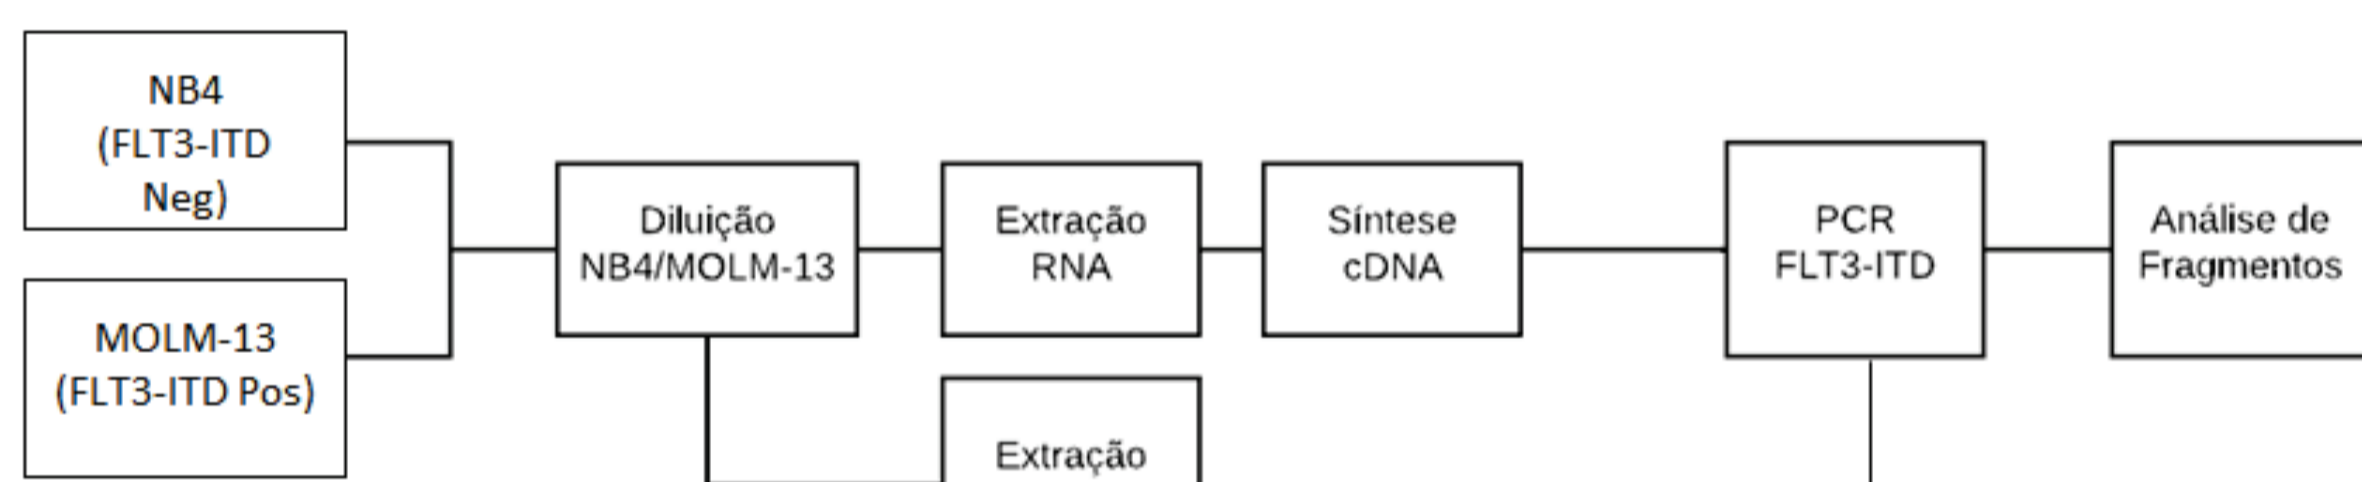 NB4
(FLT3-ITD
Neg)
MOLM-13
(FLT3-ITD Pos)
Diluição
NB4/MOLM-13
Extração
RNA
Síntese
cDNA
PCR
FLT3-ITD
Análise de
Fragmentos
Extração